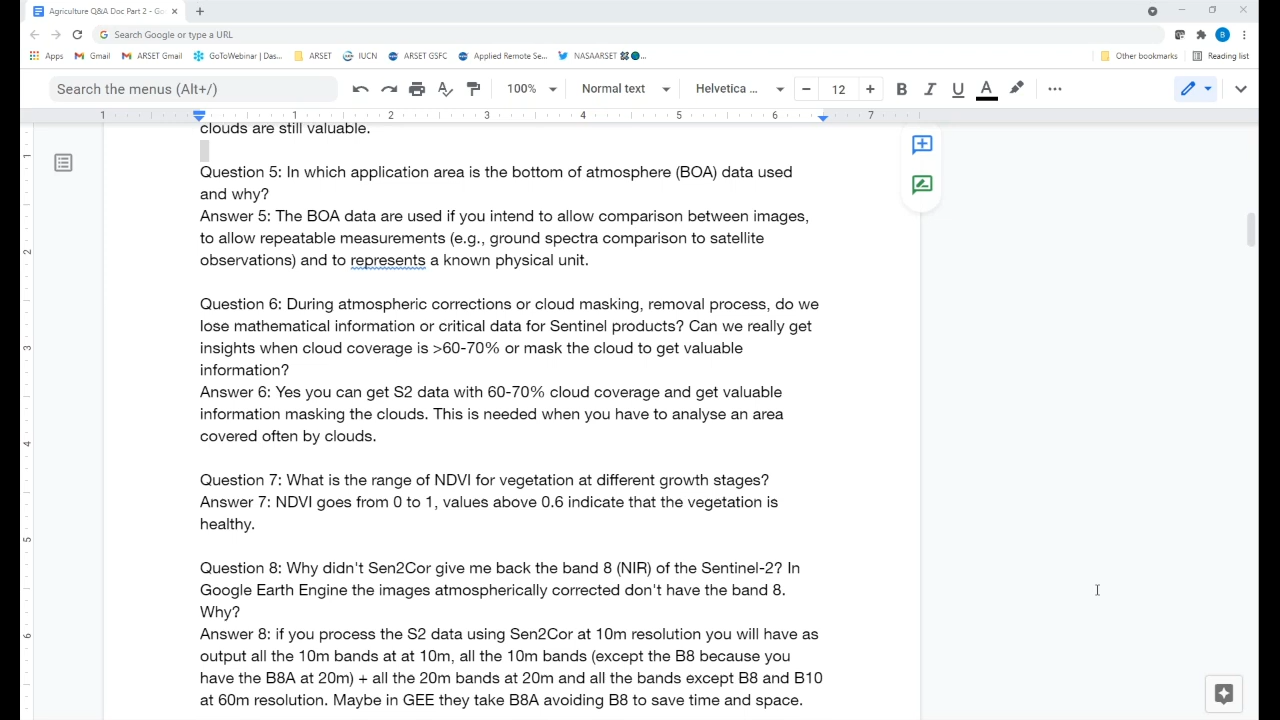 Agriculture Q&A Doc Part 2 - Go
Search Google or type a URL
Apps Gmail ARSET Gmail GoToWebinar | Das... ARSET IUCN ARSET GSFC Applied Remote Se... NASAARSET Other bookmarks Reading list
Search the menus (Alt+/) 100% Normal text Helvetica ... 12 B I U A
1 1 2 3 4 5 6 7
clouds are still valuable.
1
Question 5: In which application area is the bottom of atmosphere (BOA) data used
and why?
Answer 5: The BOA data are used if you intend to allow comparison between images,
to allow repeatable measurements (e.g., ground spectra comparison to satellite
2
observations) and to represents a known physical unit.
Question 6: During atmospheric corrections or cloud masking, removal process, do we
lose mathematical information or critical data for Sentinel products? Can we really get
insights when cloud coverage is >60-70% or mask the cloud to get valuable
3
information?
Answer 6: Yes you can get S2 data with 60-70% cloud coverage and get valuable
information masking the clouds. This is needed when you have to analyse an area
covered often by clouds.
4
Question 7: What is the range of NDVI for vegetation at different growth stages?
Answer 7: NDVI goes from 0 to 1, values above 0.6 indicate that the vegetation is
healthy.
5
Question 8: Why didn't Sen2Cor give me back the band 8 (NIR) of the Sentinel-2? In
Google Earth Engine the images atmospherically corrected don't have the band 8.
Why?
Answer 8: if you process the S2 data using Sen2Cor at 10m resolution you will have as
6
output all the 10m bands at at 10m, all the 10m bands (except the B8 because you
have the B8A at 20m) + all the 20m bands at 20m and all the bands except B8 and B10
at 60m resolution. Maybe in GEE they take B8A avoiding B8 to save time and space.